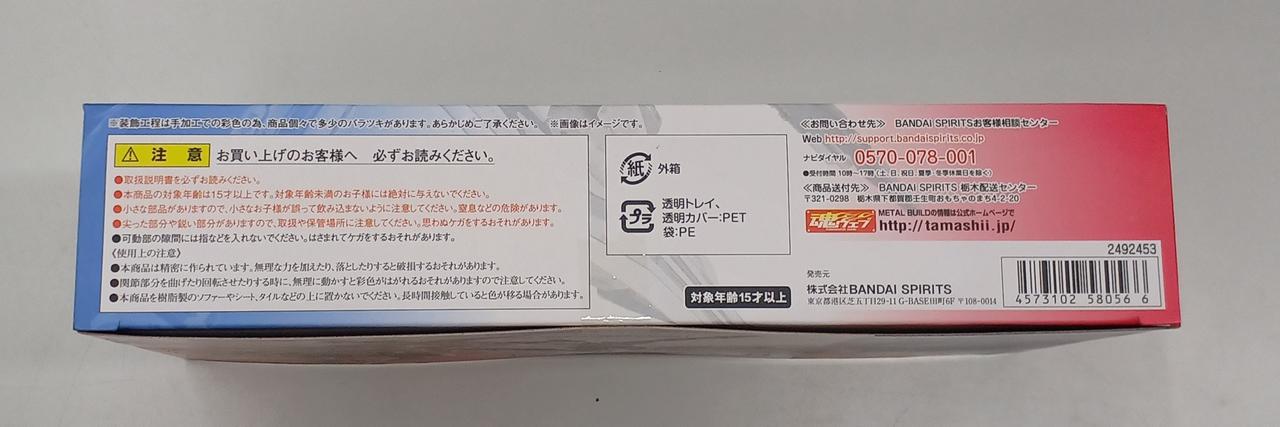 ※装飾工程は手加工での彩色の為、商品個々で多少のバラツキがあります。あらかじめご了承ください。 ※画像はイメージです。
注意 お買い上げのお客様へ 必ずお読みください。
●取扱説明書を必ずお読みください。
●本商品の対象年齢は15才以上です。対象年齢未満のお子様には絶対に与えないでください。
●小さな部品がありますので、小さなお子様が誤って飲み込まないように注意してください。窒息などの危険があります。
●尖った部分や鋭い部分がありますので、取扱や保管場所に注意してください。思わぬケガをするおそれがあります。
●可動部の隙間には指などを入れないでください。はさまれてケガをするおそれがあります。
《使用上の注意》
●本商品は精密に作られています。無理な力を加えたり、落としたりすると破損するおそれがあります。
●関節部分を曲げたり回転させたりする時に、無理に動かすと彩色がはがれるおそれがありますので注意してください。
●本商品を樹脂製のソファーやシート、タイルなどの上に置かないでください。長時間接触していると色が移る場合があります。
紙 外箱
プラ 透明トレイ、
透明カバー:PET
袋:PE
対象年齢15才以上
≪お問い合わせ先≫ BANDAI SPIRITSお客様相談センター
Web http://support.bandaispirits.co.jp
ナビダイヤル 0570-078-001
●受付時間 10時〜17時(土、日、祝日、夏季・冬季休業日を除く)
≪商品送付先≫ BANDAI SPIRITS 栃木配送センター
〒321-0298 栃木県下都賀郡壬生町おもちゃのまち4-2-20
魂ウェブ METAL BUILDの情報は公式ホームページで
http://tamashii.jp/
2492453
発売元
株式会社BANDAI SPIRITS
東京都港区芝五丁目29-11 G-BASE田町6F 〒108-0014
4573102 580566